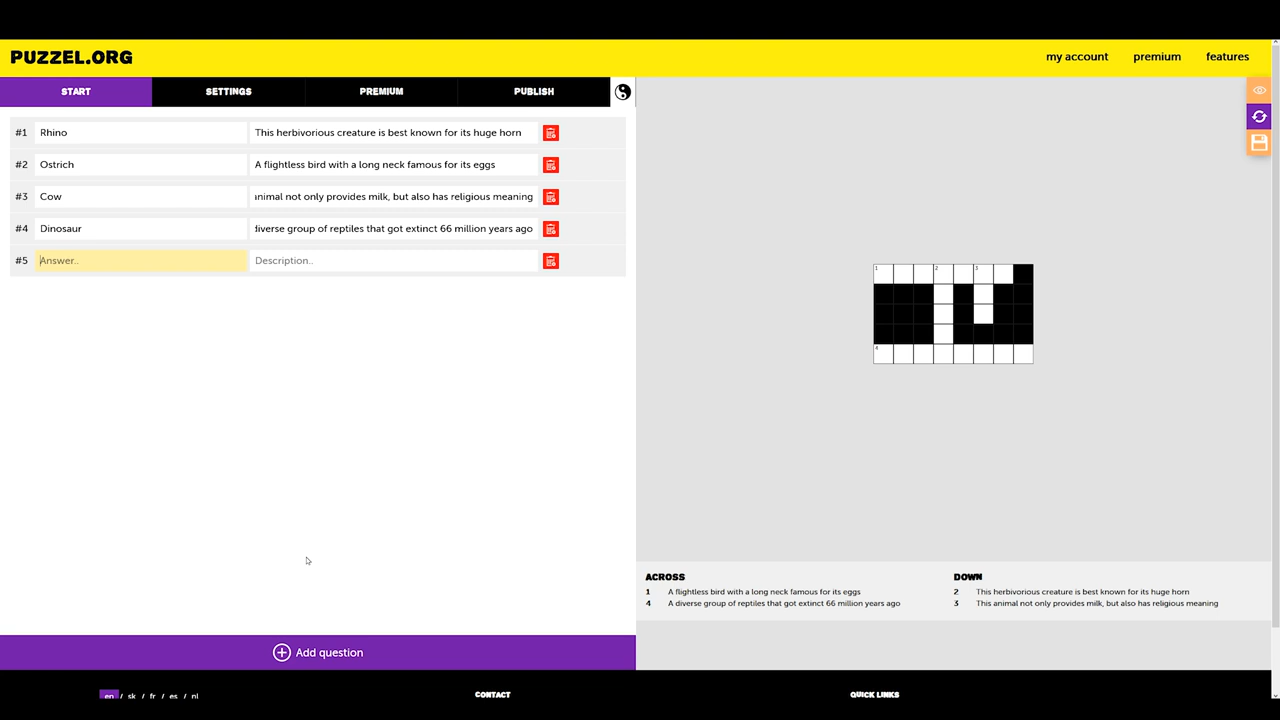 PUZZEL.ORG
my account premium features
START SETTINGS PREMIUM PUBLISH
#1 Rhino This herbivorious creature is best known for its huge horn
#2 Ostrich A flightless bird with a long neck famous for its eggs
#3 Cow animal not only provides milk, but also has religious meaning
#4 Dinosaur diverse group of reptiles that got extinct 66 million years ago
#5 Answer.. Description..
1 2 3
4
ACROSS
1 A flightless bird with a long neck famous for its eggs
4 A diverse group of reptiles that got extinct 66 million years ago
DOWN
2 This herbivorious creature is best known for its huge horn
3 This animal not only provides milk, but also has religious meaning
Add question
en / sk / fr / es / nl
CONTACT
QUICK LINKS